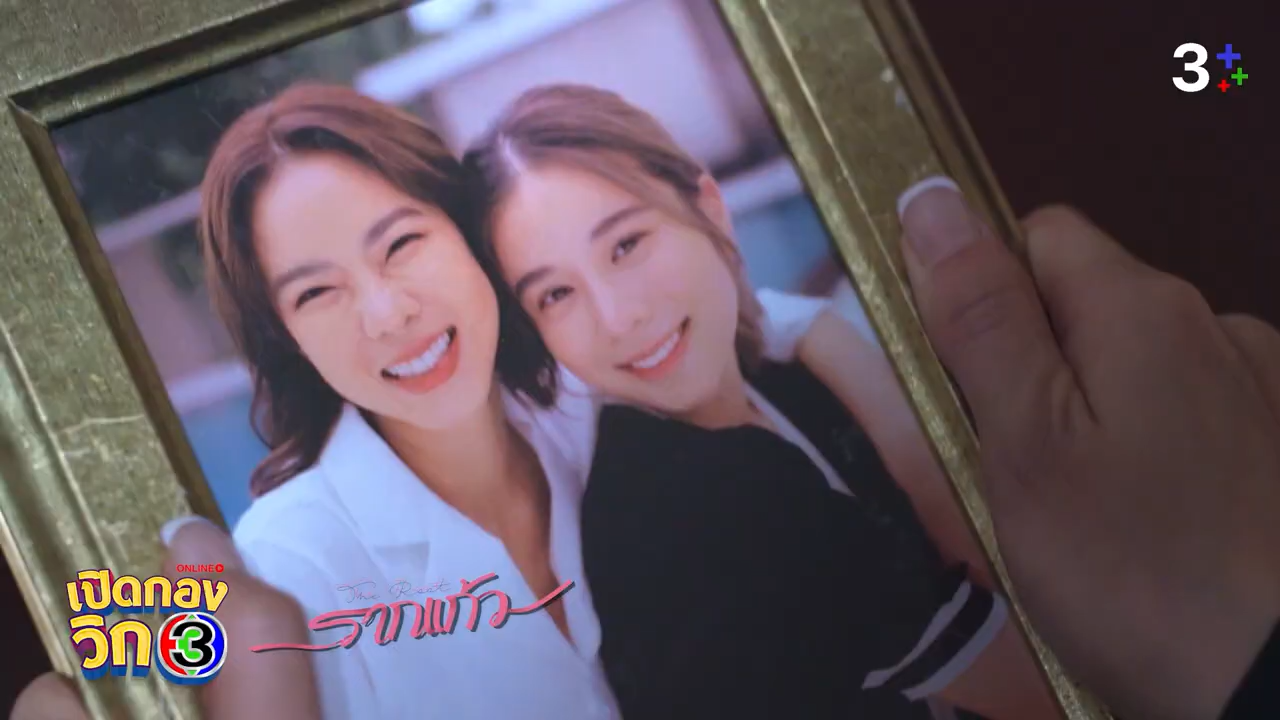 3+
ONLINE
เปิดกอง
วิก 3
The Root
รากแก้ว